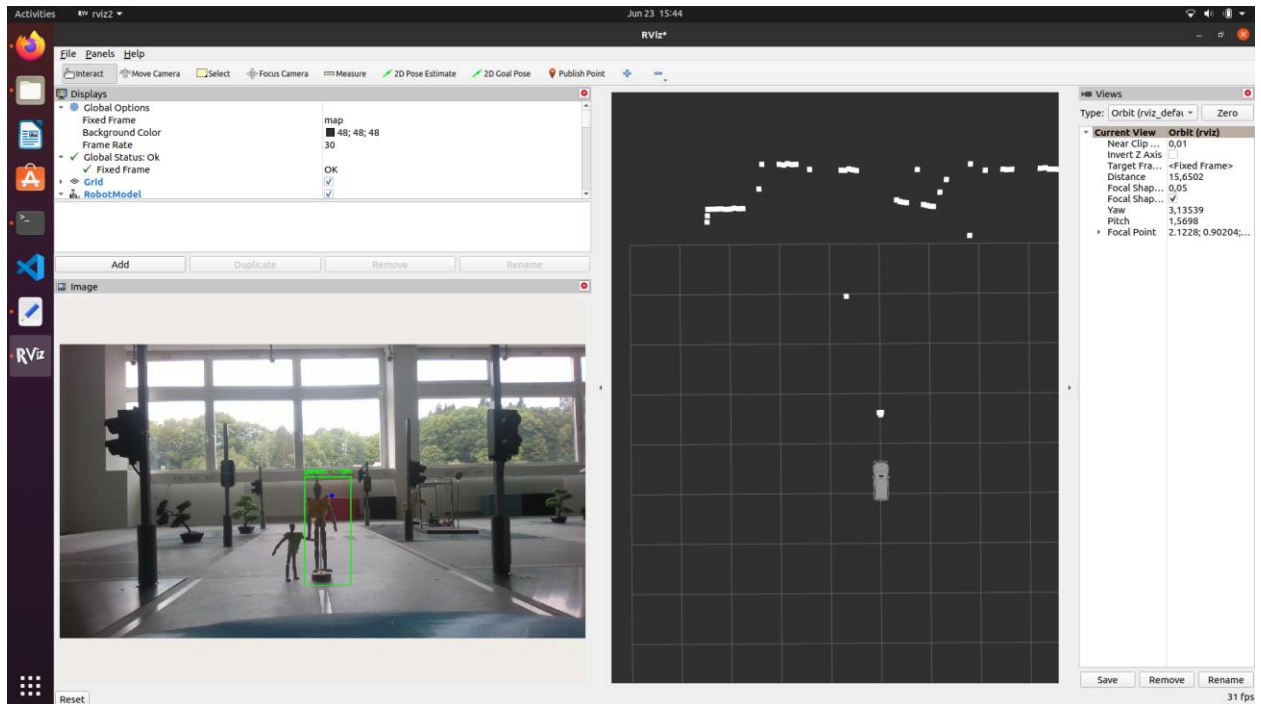 Activities
RViz rviz2
Jun 23 15:44
RViz*
File Panels Help
Interact Move Camera Select Focus Camera Measure 2D Pose Estimate 2D Goal Pose Publish Point
Displays
Global Options
Fixed Frame map
Background Color 48; 48; 48
Frame Rate 30
Global Status: Ok
Fixed Frame OK
Grid
RobotModel
Add Duplicate Remove Rename
Image
RViz
Reset
Views
Type: Orbit (rviz_defau Zero
Current View Orbit (rviz)
Near Clip ... 0,01
Invert Z Axis
Target Fra... <Fixed Frame>
Distance 15,6502
Focal Shap... 0,05
Focal Shap...
Yaw 3,13539
Pitch 1,5698
Focal Point 2.1228; 0.90204;...
Save Remove Rename
31 fps